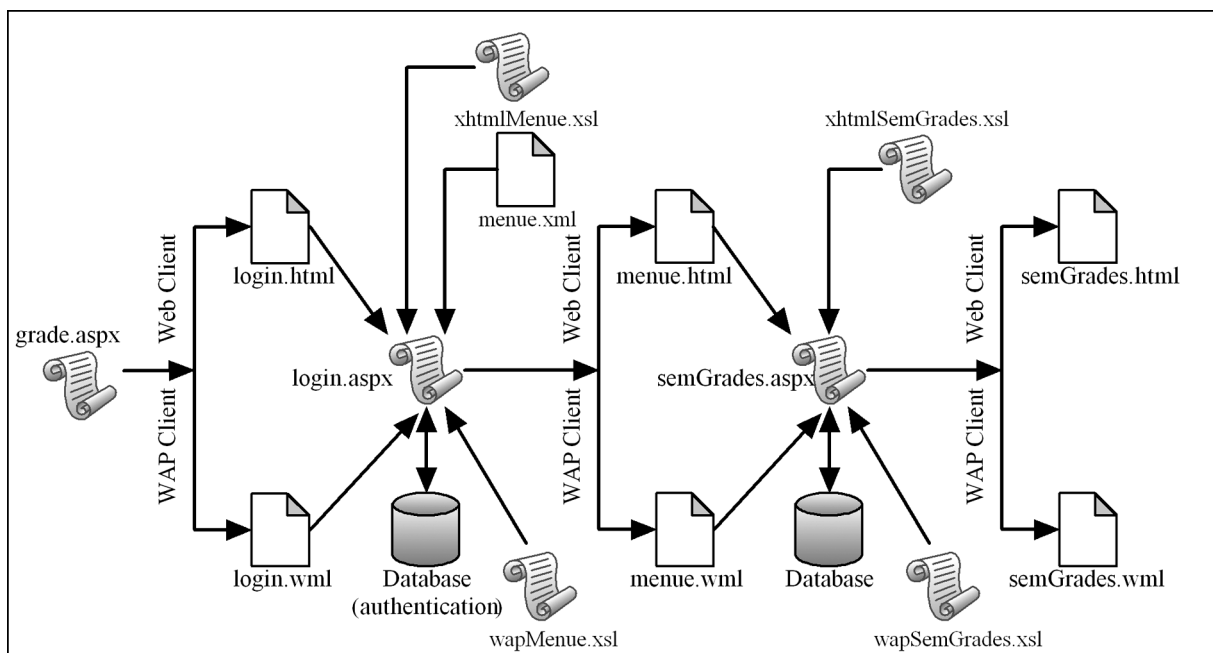 xhtmlMenue.xsl
xhtmlSemGrades.xsl
menue.xml
Web Client
login.html
Web Client
menue.html
Web Client
semGrades.html
grade.aspx
login.aspx
semGrades.aspx
WAP Client
login.wml
WAP Client
menue.wml
WAP Client
semGrades.wml
Database
(authentication)
Database
wapMenue.xsl
wapSemGrades.xsl